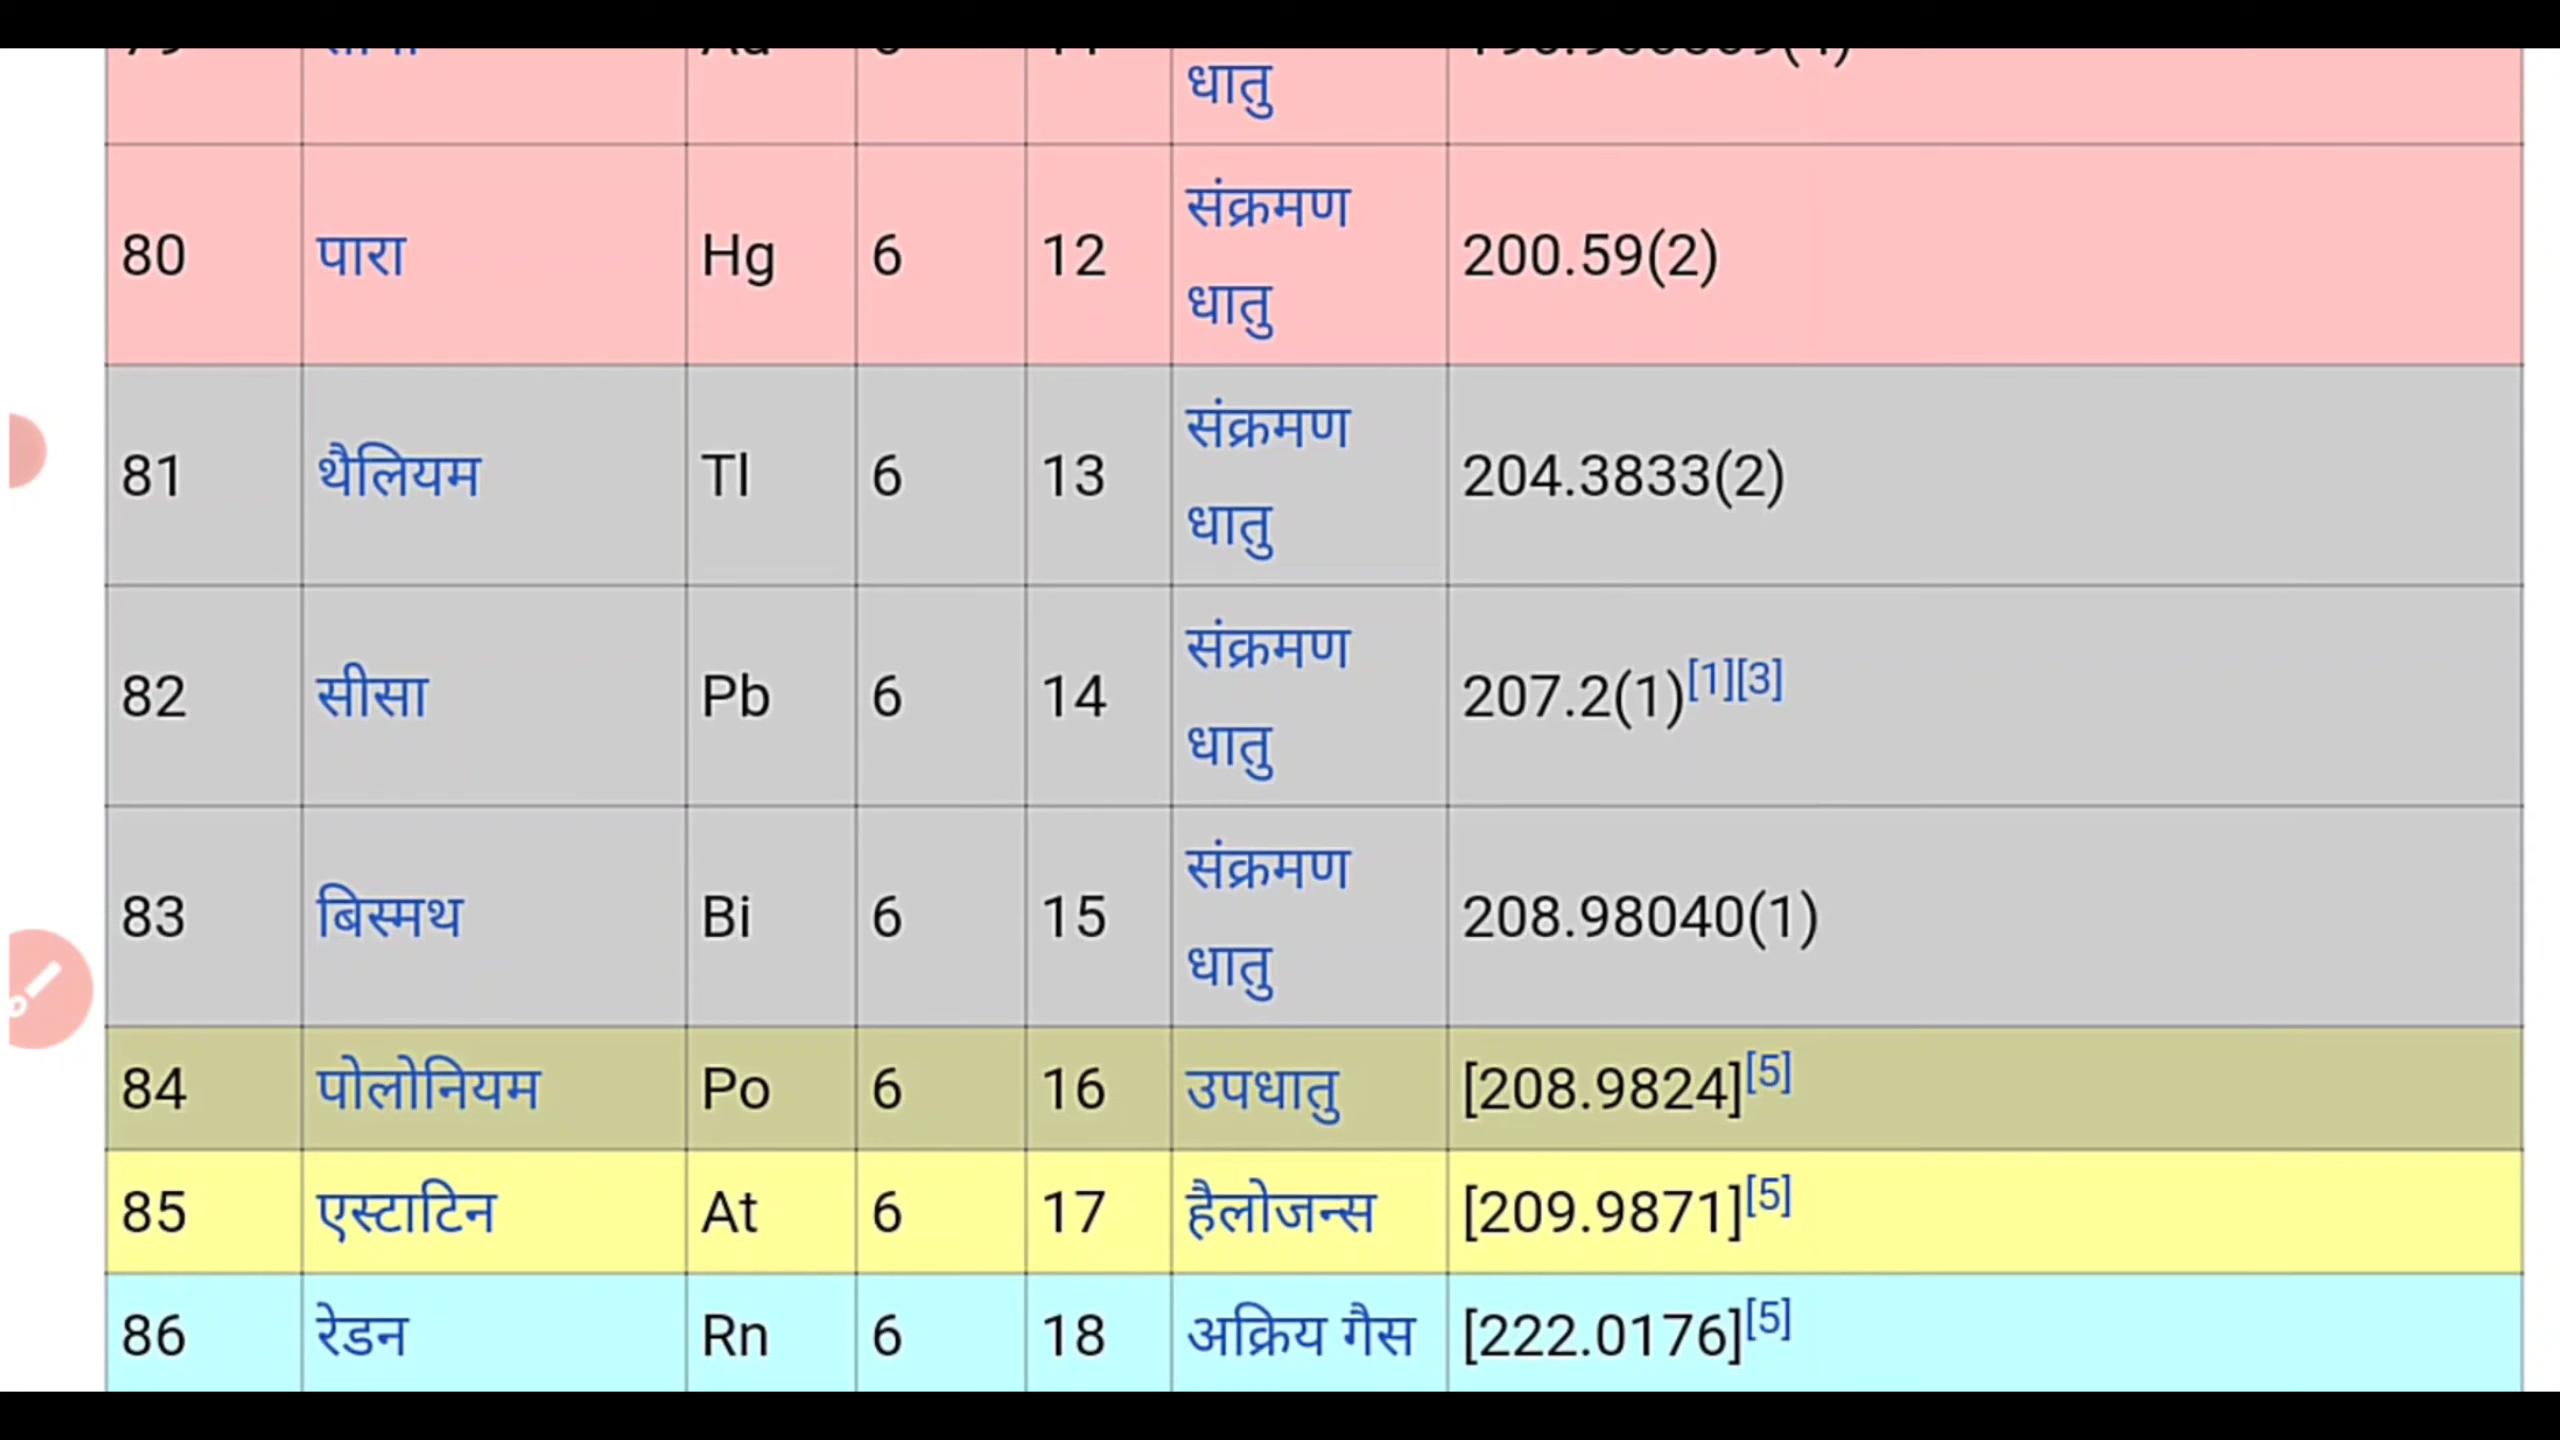 धातु
80 पारा Hg 6 12 संक्रमण धातु 200.59(2)
81 थैलियम Tl 6 13 संक्रमण धातु 204.3833(2)
82 सीसा Pb 6 14 संक्रमण धातु 207.2(1)[1][3]
83 बिस्मथ Bi 6 15 संक्रमण धातु 208.98040(1)
84 पोलोनियम Po 6 16 उपधातु [208.9824][5]
85 एस्टाटिन At 6 17 हैलोजन्स [209.9871][5]
86 रेडन Rn 6 18 अक्रिय गैस [222.0176][5]